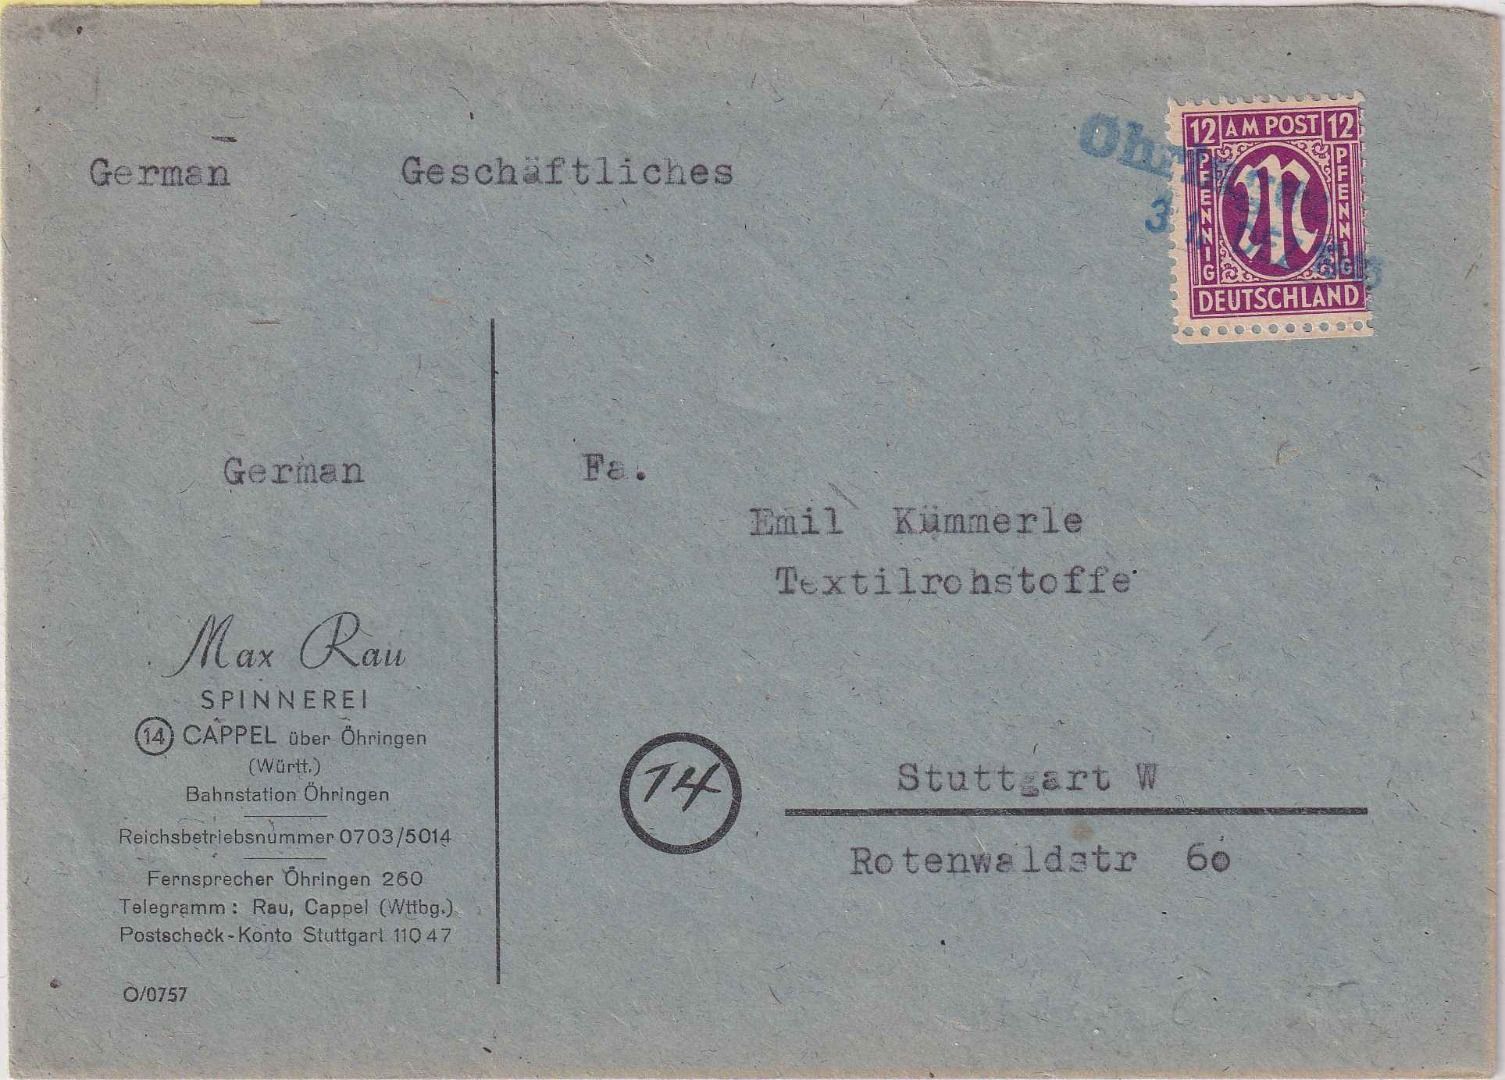 German Geschäftliches
12 AM POST 12
PFENNIG
PFENNIG
DEUTSCHLAND
German
Fa.
Emil Kümmerle
Textilrohstoffe
Max Rau
SPINNEREI
14 CAPPEL über Öhringen
(Württ.)
Bahnstation Öhringen
Reichsbetriebsnummer 0703/5014
Fernsprecher Öhringen 260
Telegramm: Rau, Cappel (Wttbg.)
Postscheck-Konto Stuttgart 11047
O/0757
14
Stuttgart W
Rotenwaldstr 60